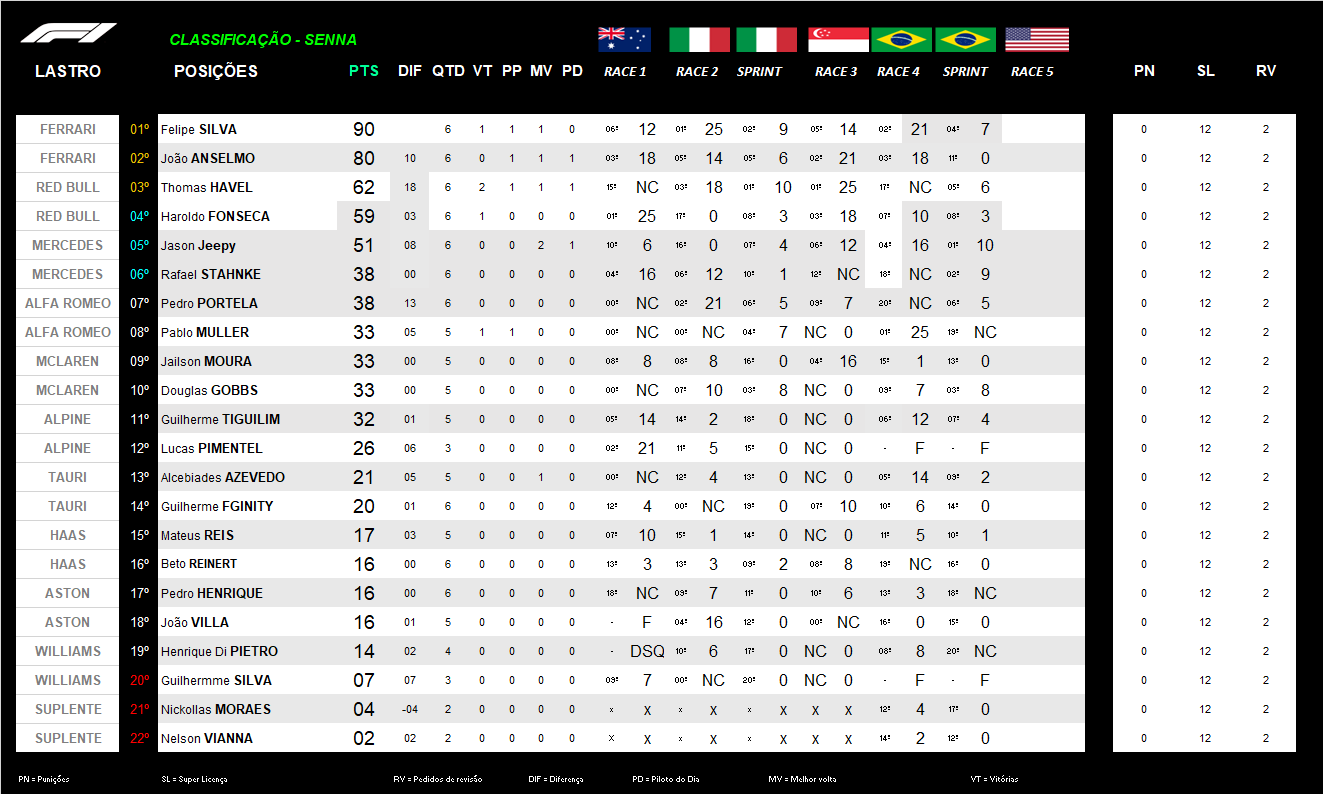 CLASSIFICAÇÃO - SENNA
LASTRO POSIÇÕES PTS DIF QTD VT PP MV PD RACE 1 RACE 2 SPRINT RACE 3 RACE 4 SPRINT RACE 5 PN SL RV
FERRARI 01º Felipe SILVA 90 6 1 1 1 0 06º 12 01º 25 02º 9 05º 14 02º 21 04º 7 0 12 2
FERRARI 02º João ANSELMO 80 10 6 0 1 1 1 03º 18 05º 14 05º 6 02º 21 03º 18 11º 0 0 12 2
RED BULL 03º Thomas HAVEL 62 18 6 2 1 1 1 15º NC 03º 18 01º 10 01º 25 17º NC 05º 6 0 12 2
RED BULL 04º Haroldo FONSECA 59 03 6 1 0 0 0 01º 25 17º 0 08º 3 03º 18 07º 10 08º 3 0 12 2
MERCEDES 05º Jason Jeepy 51 08 6 0 0 2 1 10º 6 16º 0 07º 4 06º 12 04º 16 01º 10 0 12 2
MERCEDES 06º Rafael STAHNKE 38 00 6 0 0 0 0 04º 16 06º 12 10º 1 12º NC 18º NC 02º 9 0 12 2
ALFA ROMEO 07º Pedro PORTELA 38 13 6 0 0 0 0 00º NC 02º 21 06º 5 09º 7 20º NC 06º 5 0 12 2
ALFA ROMEO 08º Pablo MULLER 33 05 5 1 1 0 0 00º NC 00º NC 04º 7 NC 0 01º 25 19º NC 0 12 2
MCLAREN 09º Jailson MOURA 33 00 5 0 0 0 0 08º 8 08º 8 16º 0 04º 16 15º 1 13º 0 0 12 2
MCLAREN 10º Douglas GOBBS 33 00 5 0 0 0 0 00º NC 07º 10 03º 8 NC 0 09º 7 03º 8 0 12 2
ALPINE 11º Guilherme TIGUILIM 32 01 5 0 0 0 0 05º 14 14º 2 18º 0 NC 0 06º 12 07º 4 0 12 2
ALPINE 12º Lucas PIMENTEL 26 06 3 0 0 0 0 02º 21 11º 5 15º 0 NC 0 - F - F 0 12 2
TAURI 13º Alcebiades AZEVEDO 21 05 5 0 0 1 0 00º NC 12º 4 13º 0 NC 0 05º 14 09º 2 0 12 2
TAURI 14º Guilherme FGINITY 20 01 6 0 0 0 0 12º 4 00º NC 19º 0 07º 10 10º 6 14º 0 0 12 2
HAAS 15º Mateus REIS 17 03 5 0 0 0 0 07º 10 15º 1 14º 0 NC 0 11º 5 10º 1 0 12 2
HAAS 16º Beto REINERT 16 00 6 0 0 0 0 13º 3 13º 3 09º 2 08º 8 19º NC 16º 0 0 12 2
ASTON 17º Pedro HENRIQUE 16 00 6 0 0 0 0 18º NC 09º 7 11º 0 10º 6 13º 3 18º NC 0 12 2
ASTON 18º João VILLA 16 01 5 0 0 0 0 - F 04º 16 12º 0 00º NC 16º 0 15º 0 0 12 2
WILLIAMS 19º Henrique Di PIETRO 14 02 4 0 0 0 0 - DSQ 10º 6 17º 0 NC 0 08º 8 20º NC 0 12 2
WILLIAMS 20º Guilhermme SILVA 07 07 3 0 0 0 0 09º 7 00º NC 20º 0 NC 0 - F - F 0 12 2
SUPLENTE 21º Nickollas MORAES 04 -04 2 0 0 0 0 x x x x x x x x 12º 4 17º 0 0 12 2
SUPLENTE 22º Nelson VIANNA 02 02 2 0 0 0 0 X x x x x x x x 14º 2 12º 0 0 12 2
PN = Punições SL = Super Licença RV = Pedidos de revisão DIF = Diferença PD = Piloto do Dia MV = Melhor volta VT = Vitórias